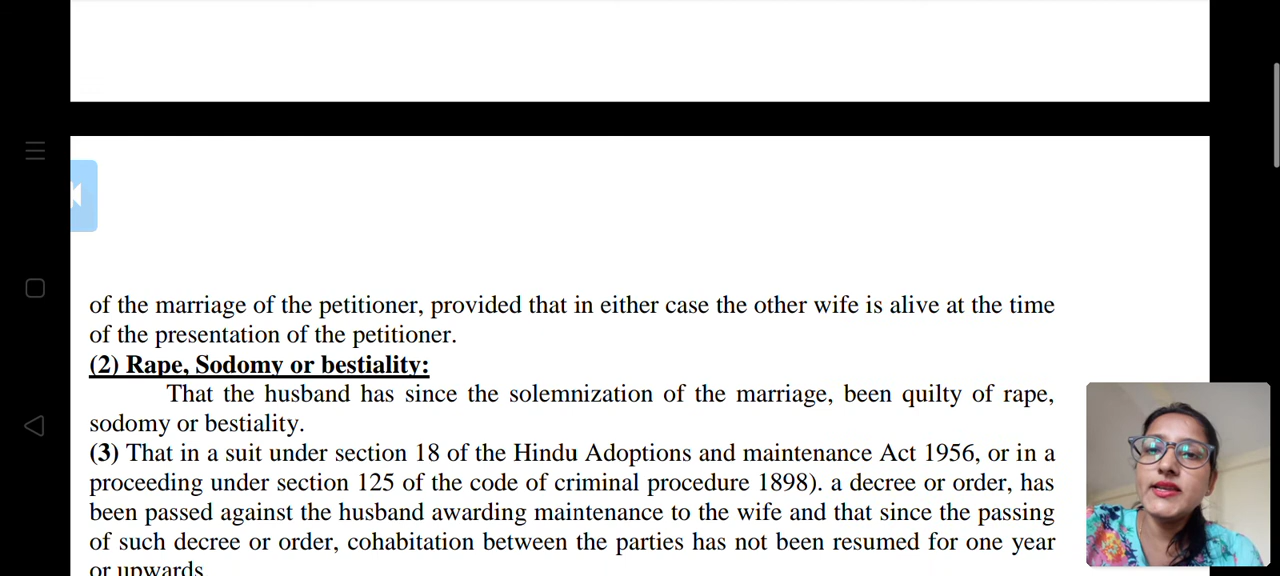 of the marriage of the petitioner, provided that in either case the other wife is alive at the time
of the presentation of the petitioner.
(2) Rape, Sodomy or bestiality:
That the husband has since the solemnization of the marriage, been quilty of rape,
sodomy or bestiality.
(3) That in a suit under section 18 of the Hindu Adoptions and maintenance Act 1956, or in a
proceeding under section 125 of the code of criminal procedure 1898). a decree or order, has
been passed against the husband awarding maintenance to the wife and that since the passing
of such decree or order, cohabitation between the parties has not been resumed for one year
or upwards